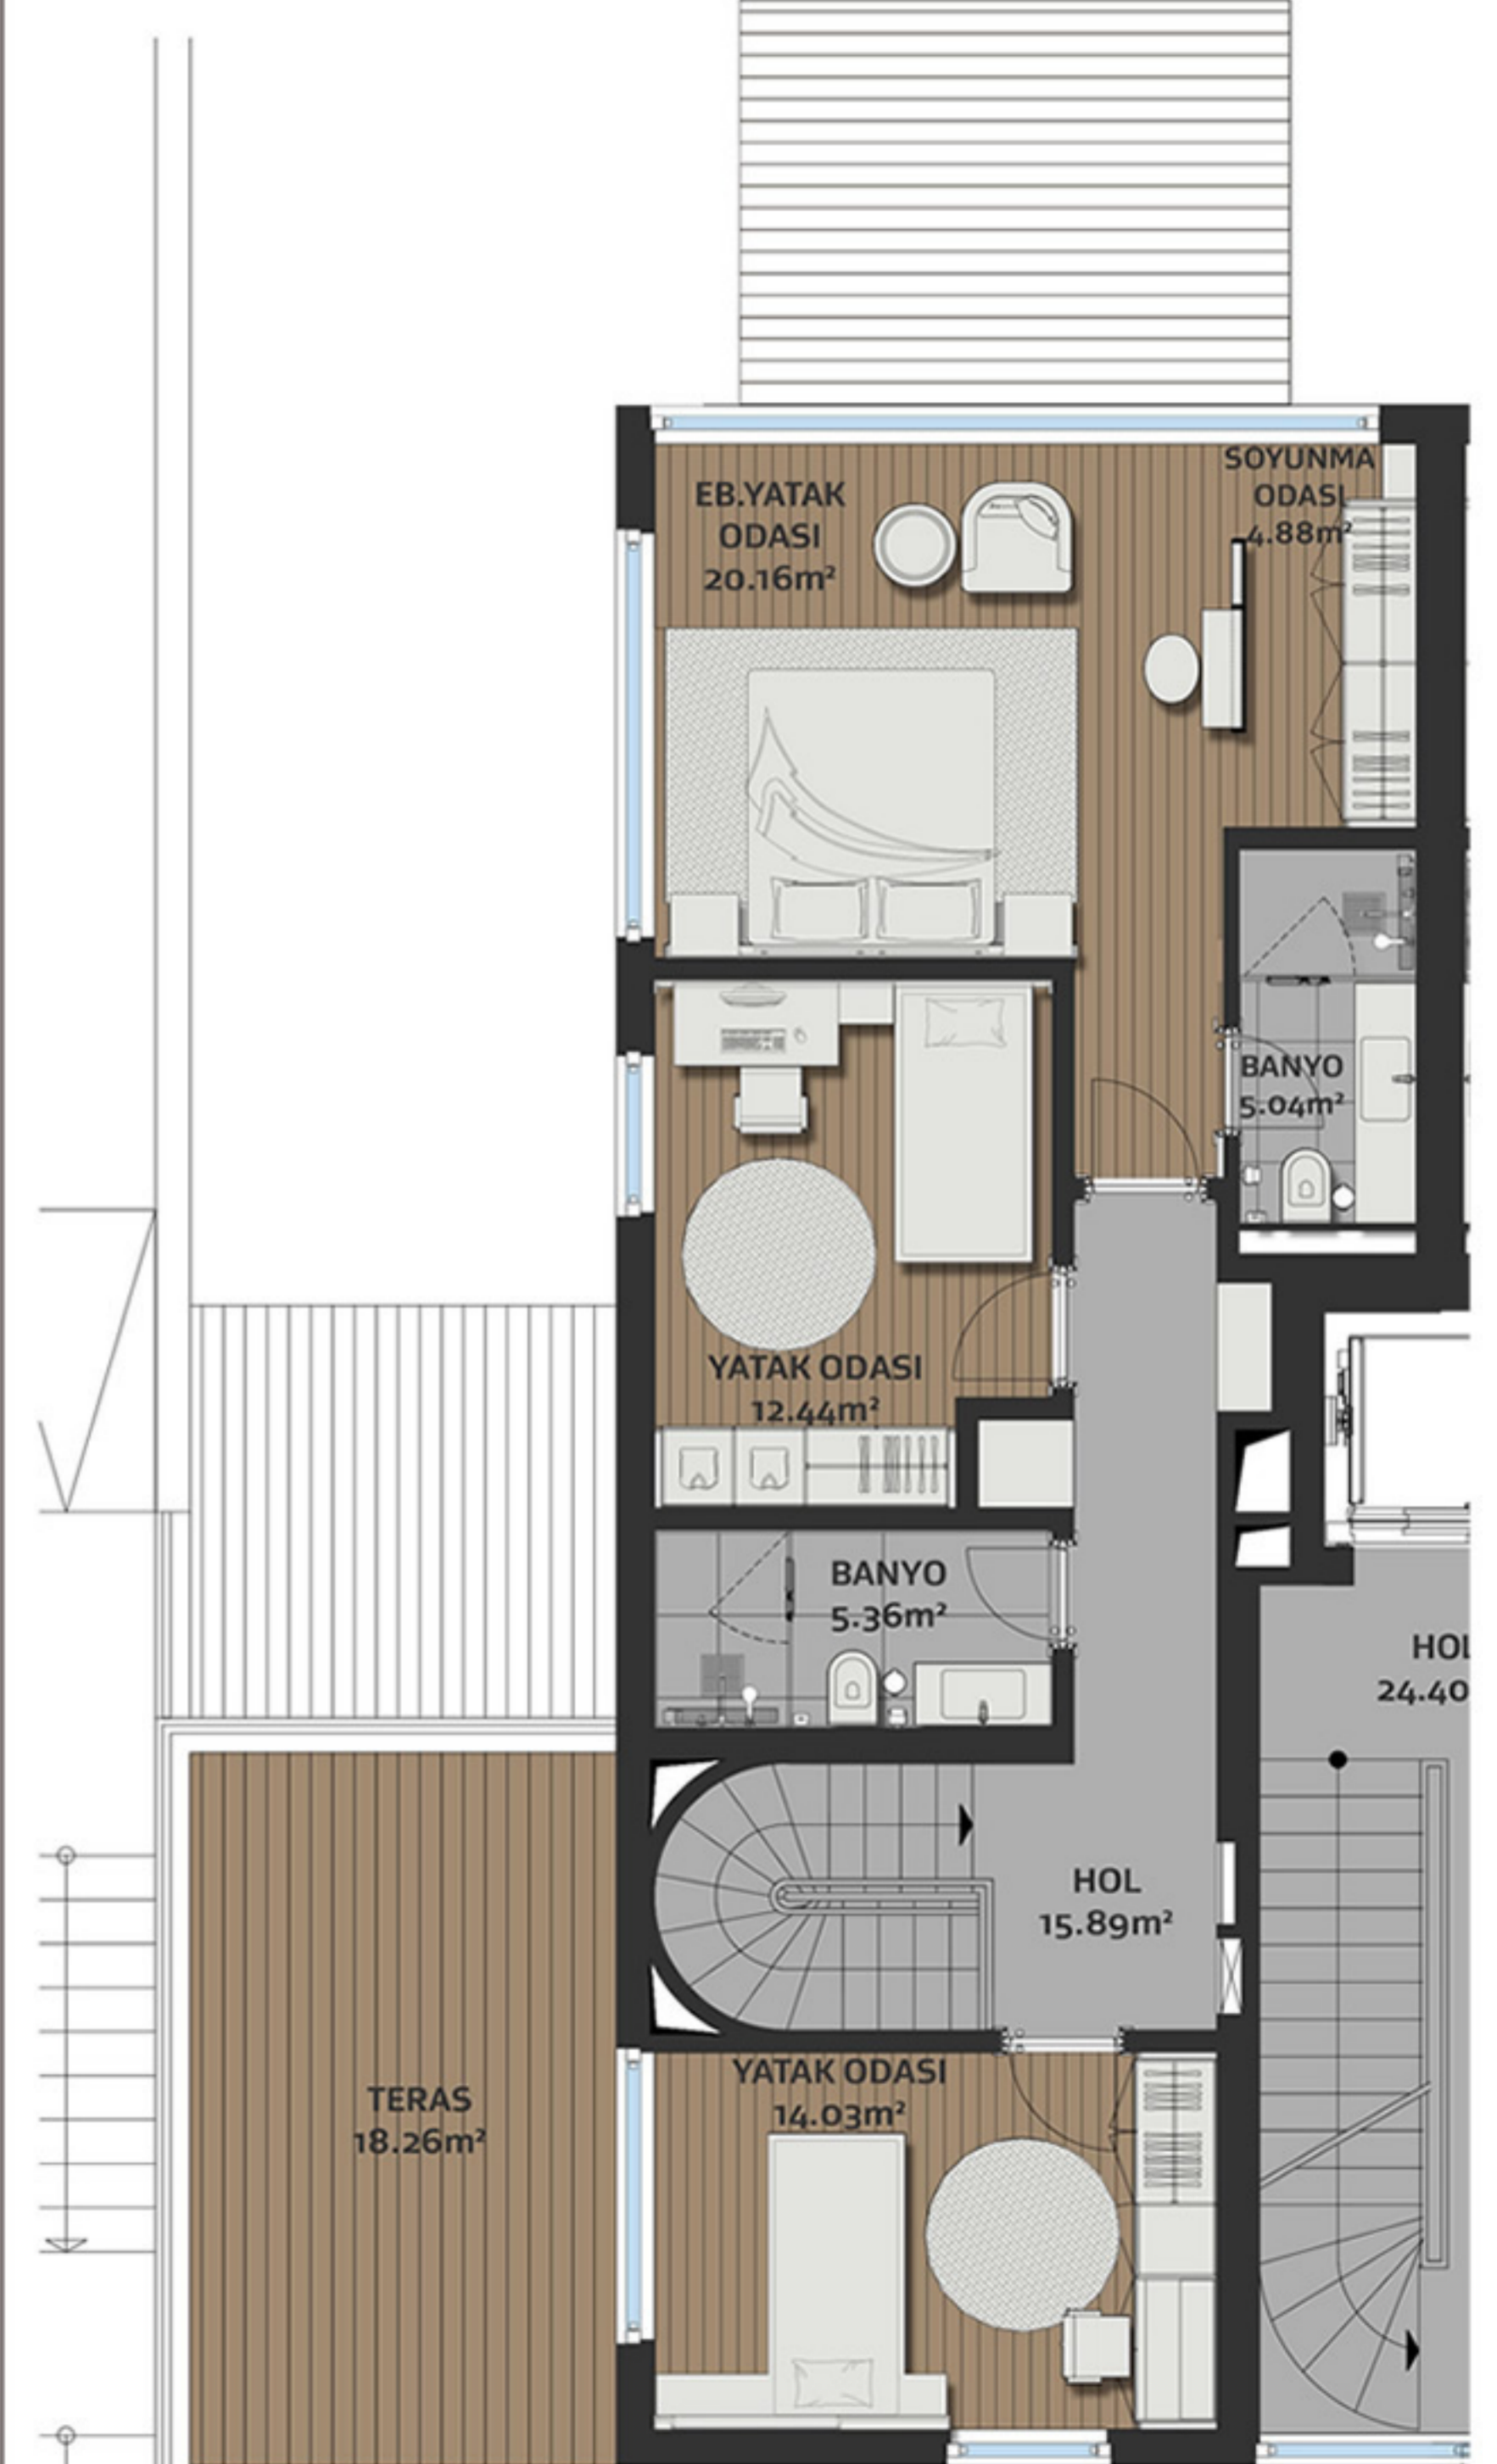 EB.YATAK
ODASI
20.16m²
SOYUNMA
ODASI
4.88m²
BANYO
5.04m²
YATAK ODASI
12.44m²
BANYO
5.36m²
HOL
24.40
HOL
15.89m²
YATAK ODASI
14.03m²
TERAS
18.26m²